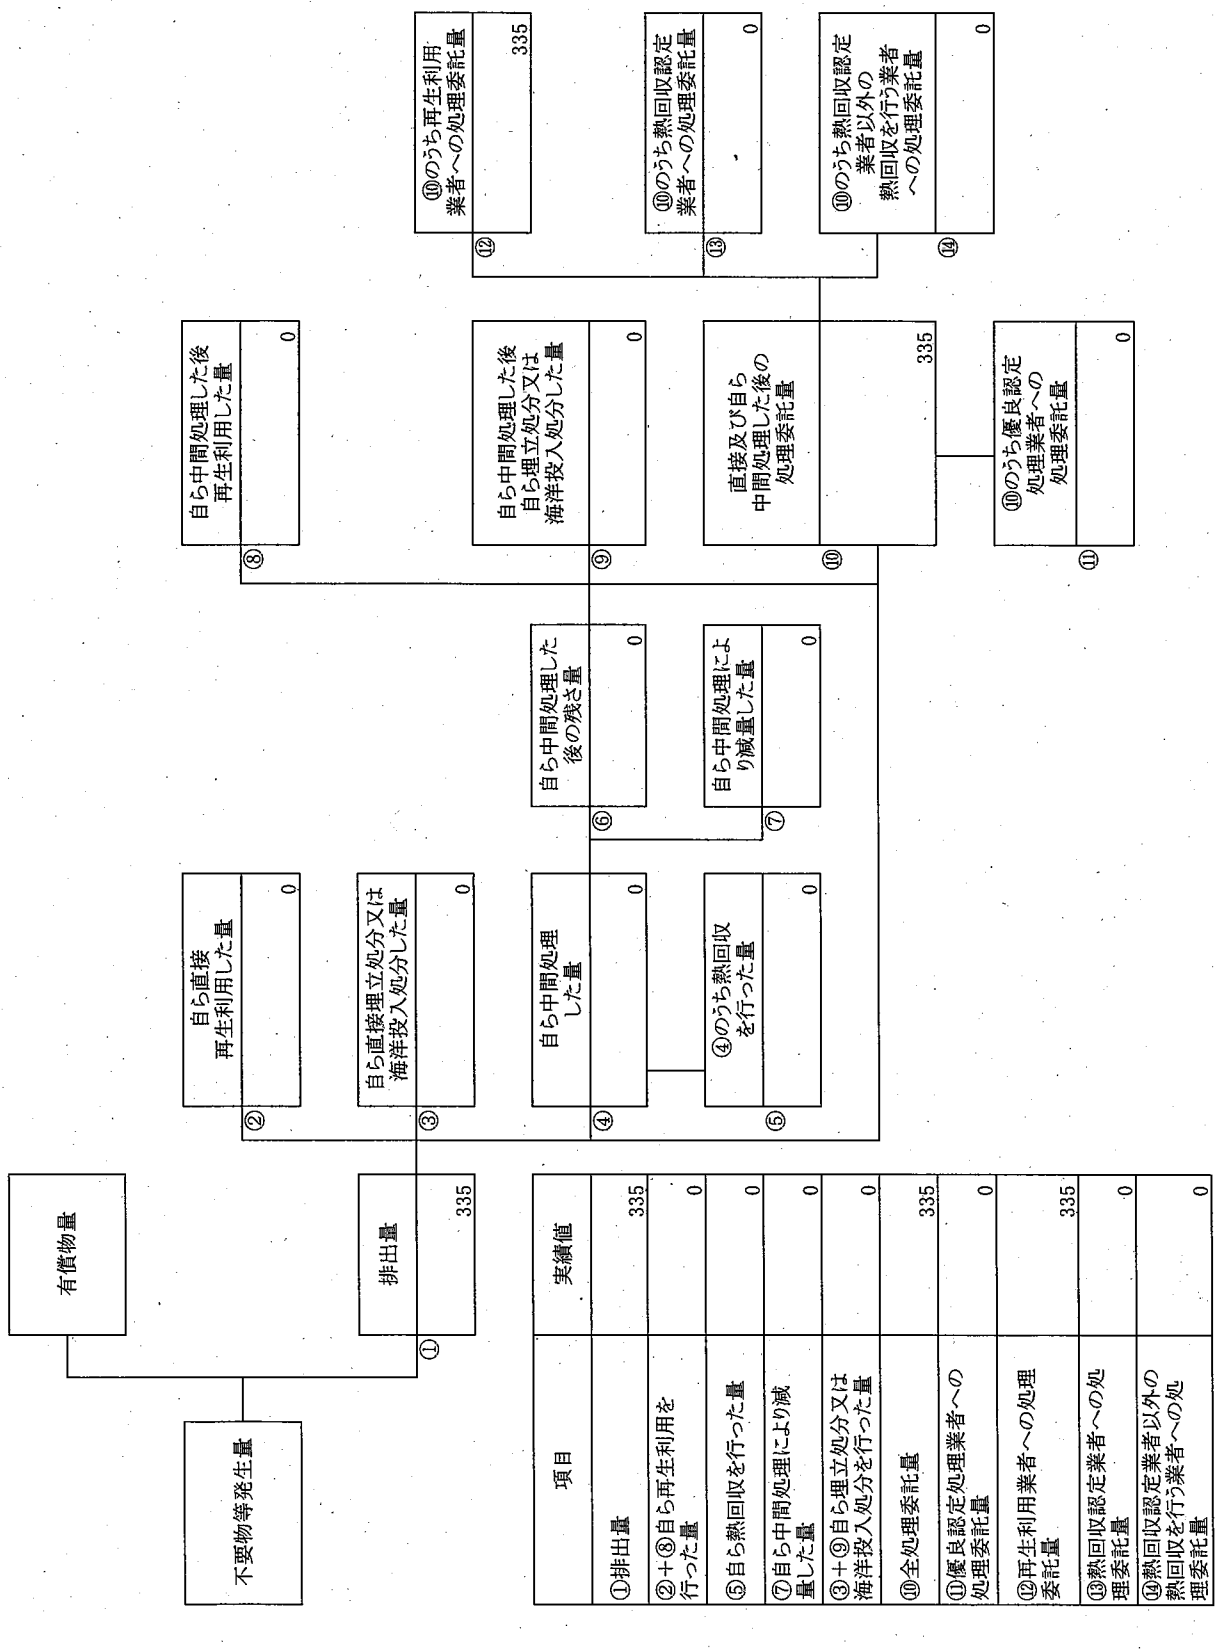 有償物量
不要物等発生量
排出量
①
335
自ら直接
再生利用した量
②
0
自ら直接埋立処分又は
海洋投入処分した量
③
0
自ら中間処理
した量
④
0
④のうち熱回収
を行った量
⑤
0
自ら中間処理した
後の残さ量
⑥
0
自ら中間処理によ
り減量した量
⑦
0
自ら中間処理した後
再生利用した量
⑧
0
自ら中間処理した後
自ら埋立処分又は
海洋投入処分した量
⑨
0
直接及び自ら
中間処理した後の
処理委託量
⑩
335
⑩のうち優良認定
処理業者への
処理委託量
⑪
0
⑩のうち再生利用
業者への処理委託量
⑫
335
⑩のうち熱回収認定
業者への処理委託量
⑬
0
⑩のうち熱回収認定
業者以外の
熱回収を行う業者
への処理委託量
⑭
0
項目 実績値
①排出量 335
②+⑧自ら再生利用を
行った量 0
⑤自ら熱回収を行った量 0
⑦自ら中間処理により減
量した量 0
③+⑨自ら埋立処分又は
海洋投入処分を行った量 0
⑩全処理委託量 335
⑪優良認定処理業者への
処理委託量 0
⑫再生利用業者への処理
委託量 335
⑬熱回収認定業者への処
理委託量 0
⑭熱回収認定業者以外の
熱回収を行う業者への処
理委託量 0